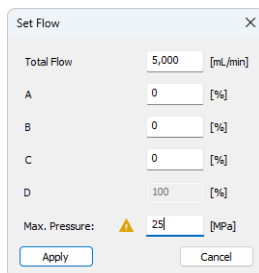 Set Flow
Total Flow 5,000 [mL/min]
A 0 [%]
B 0 [%]
C 0 [%]
D 100 [%]
Max. Pressure: 25 [MPa]
Apply Cancel